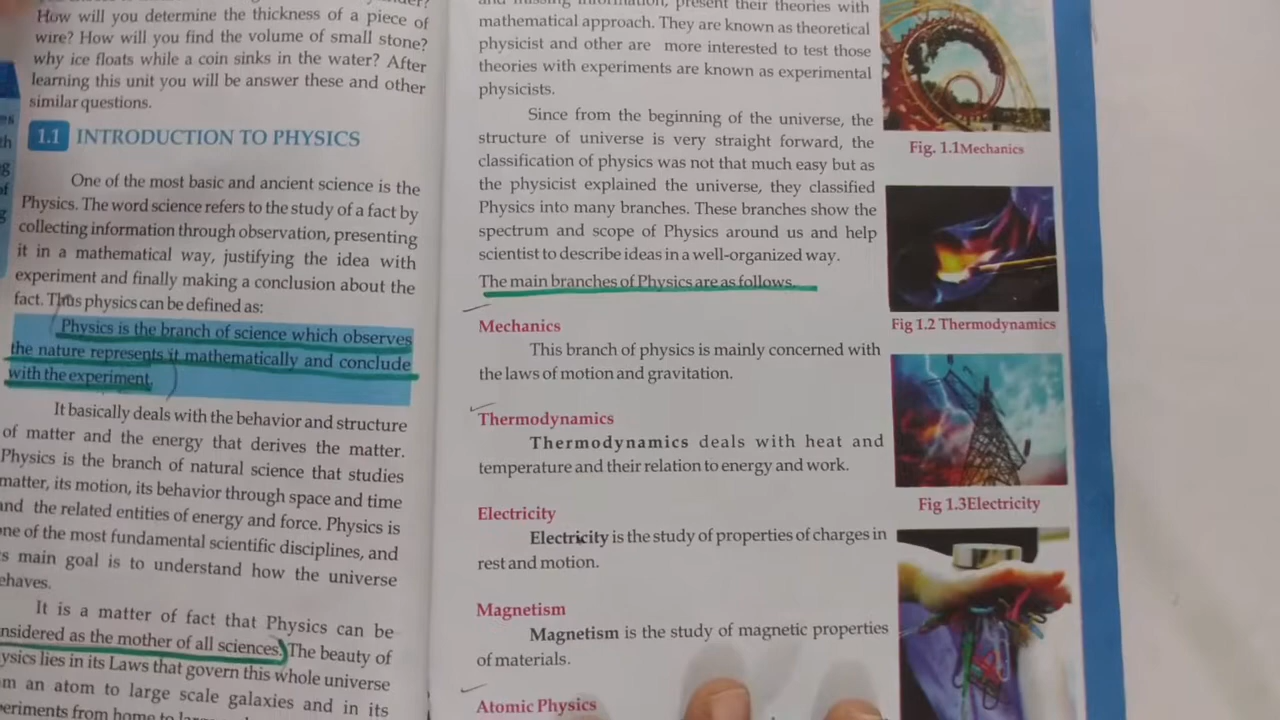 How will you determine the thickness of a piece of
wire? How will you find the volume of small stone?
why ice floats while a coin sinks in the water? After
learning this unit you will be answer these and other
similar questions.
1.1 INTRODUCTION TO PHYSICS
One of the most basic and ancient science is the
Physics. The word science refers to the study of a fact by
collecting information through observation, presenting
it in a mathematical way, justifying the idea with
experiment and finally making a conclusion about the
fact. Thus physics can be defined as:
Physics is the branch of science which observes
the nature represents it mathematically and conclude
with the experiment.
It basically deals with the behavior and structure
of matter and the energy that derives the matter.
Physics is the branch of natural science that studies
matter, its motion, its behavior through space and time
and the related entities of energy and force. Physics is
one of the most fundamental scientific disciplines, and
its main goal is to understand how the universe
behaves.
It is a matter of fact that Physics can be
considered as the mother of all sciences. The beauty of
Physics lies in its Laws that govern this whole universe
from an atom to large scale galaxies and in its
experiments from home to
and missing information, present their theories with
mathematical approach. They are known as theoretical
physicist and other are more interested to test those
theories with experiments are known as experimental
physicists.
Since from the beginning of the universe, the
structure of universe is very straight forward, the
classification of physics was not that much easy but as
the physicist explained the universe, they classified
Physics into many branches. These branches show the
spectrum and scope of Physics around us and help
scientist to describe ideas in a well-organized way.
The main branches of Physics are as follows.
Mechanics
This branch of physics is mainly concerned with
the laws of motion and gravitation.
Thermodynamics
Thermodynamics deals with heat and
temperature and their relation to energy and work.
Electricity
Electricity is the study of properties of charges in
rest and motion.
Magnetism
Magnetism is the study of magnetic properties
of materials.
Atomic Physics
Fig. 1.1Mechanics
Fig 1.2 Thermodynamics
Fig 1.3Electricity